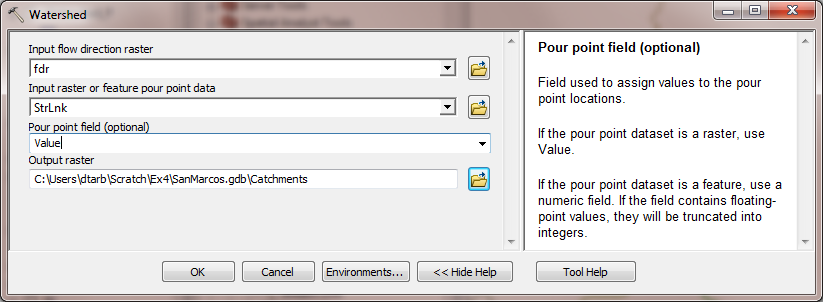 Watershed
Input flow direction raster
fdr
Input raster or feature pour point data
StrLnk
Pour point field (optional)
Value
Output raster
C:\Users\dtarb\Scratch\Ex4\SanMarcos.gdb\Catchments
Pour point field (optional)
Field used to assign values to the pour
point locations.
If the pour point dataset is a raster, use
Value.
If the pour point dataset is a feature, use a
numeric field. If the field contains floating-
point values, they will be truncated into
integers.
OK
Cancel
Environments...
<< Hide Help
Tool Help